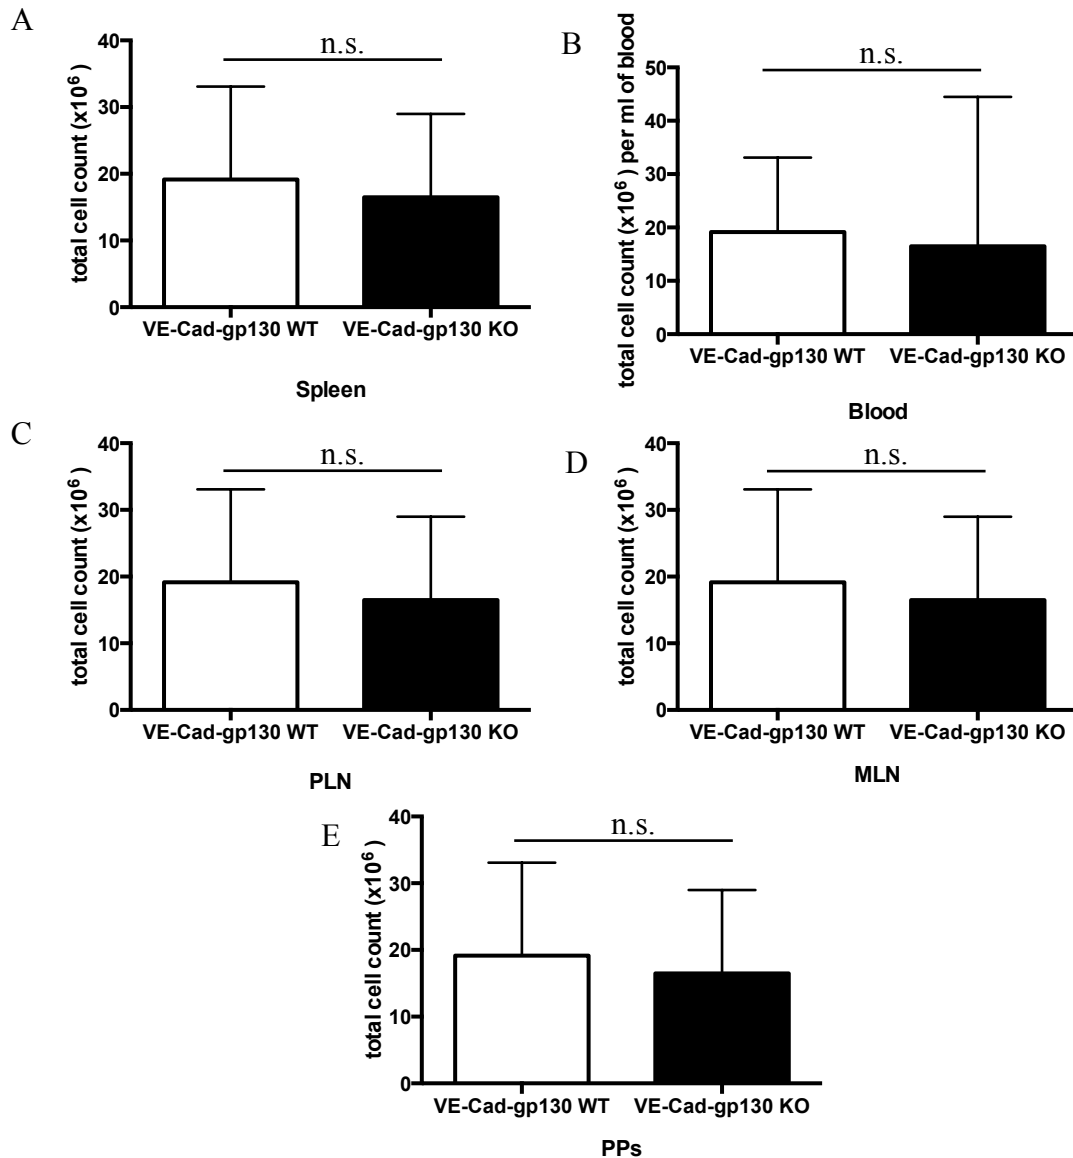 A
n.s.
total cell count (x10⁶ )
40
30
20
10
0
VE-Cad-gp130 WT VE-Cad-gp130 KO
Spleen
B
n.s.
total cell count (x10⁶ ) per ml of blood
50
40
30
20
10
0
VE-Cad-gp130 WT VE-Cad-gp130 KO
Blood
C
n.s.
total cell count (x10⁶ )
40
30
20
10
0
VE-Cad-gp130 WT VE-Cad-gp130 KO
PLN
D
n.s.
total cell count (x10⁶ )
40
30
20
10
0
VE-Cad-gp130 WT VE-Cad-gp130 KO
MLN
E
n.s.
total cell count (x10⁶ )
40
30
20
10
0
VE-Cad-gp130 WT VE-Cad-gp130 KO
PPs